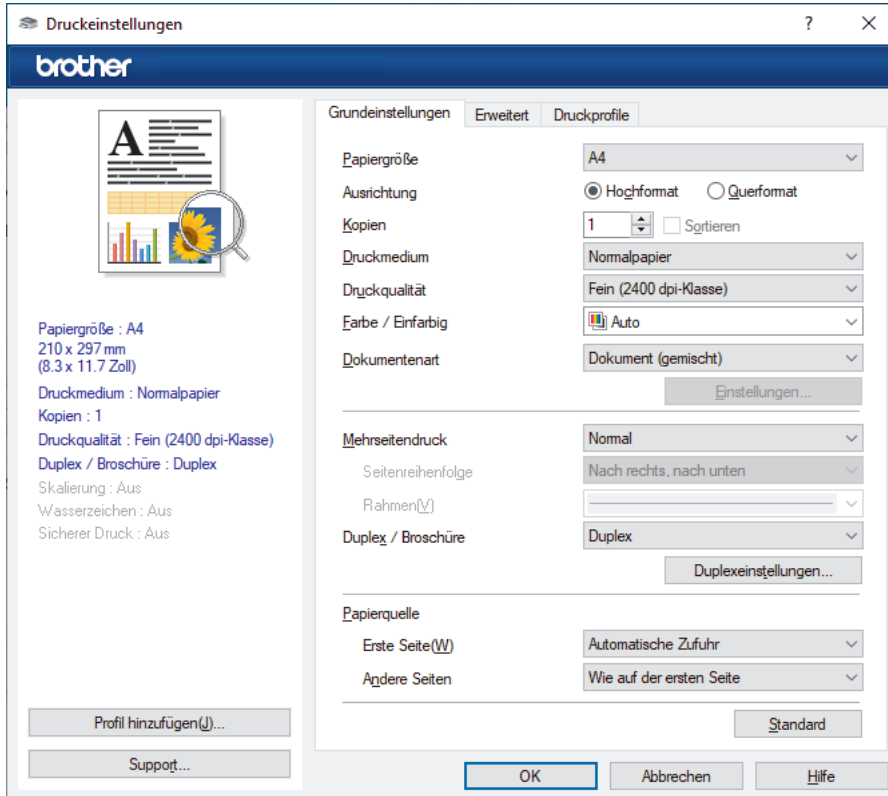 Druckeinstellungen
?
brother
A
Papiergröße : A4
210 x 297 mm
(8.3 x 11.7 Zoll)
Druckmedium : Normalpapier
Kopien : 1
Druckqualität : Fein (2400 dpi-Klasse)
Duplex / Broschüre : Duplex
Skalierung : Aus
Wasserzeichen : Aus
Sicherer Druck : Aus
Profil hinzufügen(J)...
Support...
Grundeinstellungen Erweitert Druckprofile
Papiergröße A4
Ausrichtung Hochformat Querformat
Kopien 1 Sortieren
Druckmedium Normalpapier
Druckqualität Fein (2400 dpi-Klasse)
Farbe / Einfarbig Auto
Dokumentenart Dokument (gemischt)
Einstellungen...
Mehrseitendruck Normal
Seitenreihenfolge Nach rechts, nach unten
Rahmen(V)
Duplex / Broschüre Duplex
Duplexeinstellungen...
Papierquelle
Erste Seite(W) Automatische Zufuhr
Andere Seiten Wie auf der ersten Seite
Standard
OK Abbrechen Hilfe